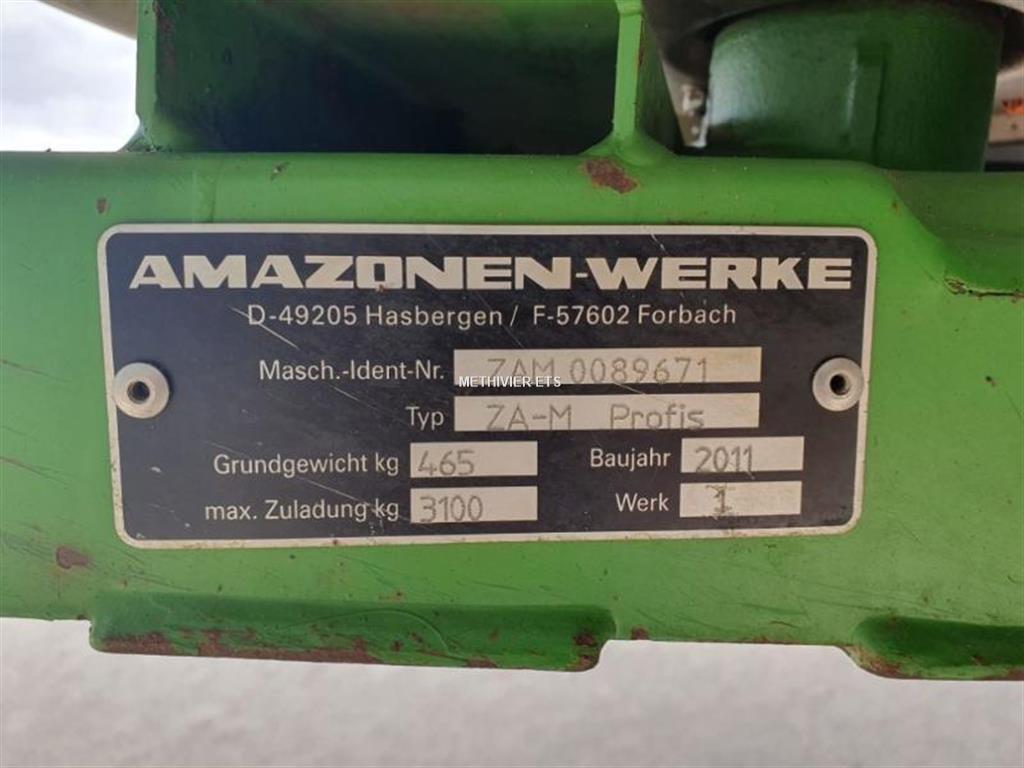 AMAZONEN-WERKE
D-49205 Hasbergen / F-57602 Forbach
Masch.-Ident-Nr. ZAM 0089671
METHIVIER ETS
Typ ZA-M Profis
Grundgewicht kg 465 Baujahr 2011
max. Zuladung kg 3100 Werk 1